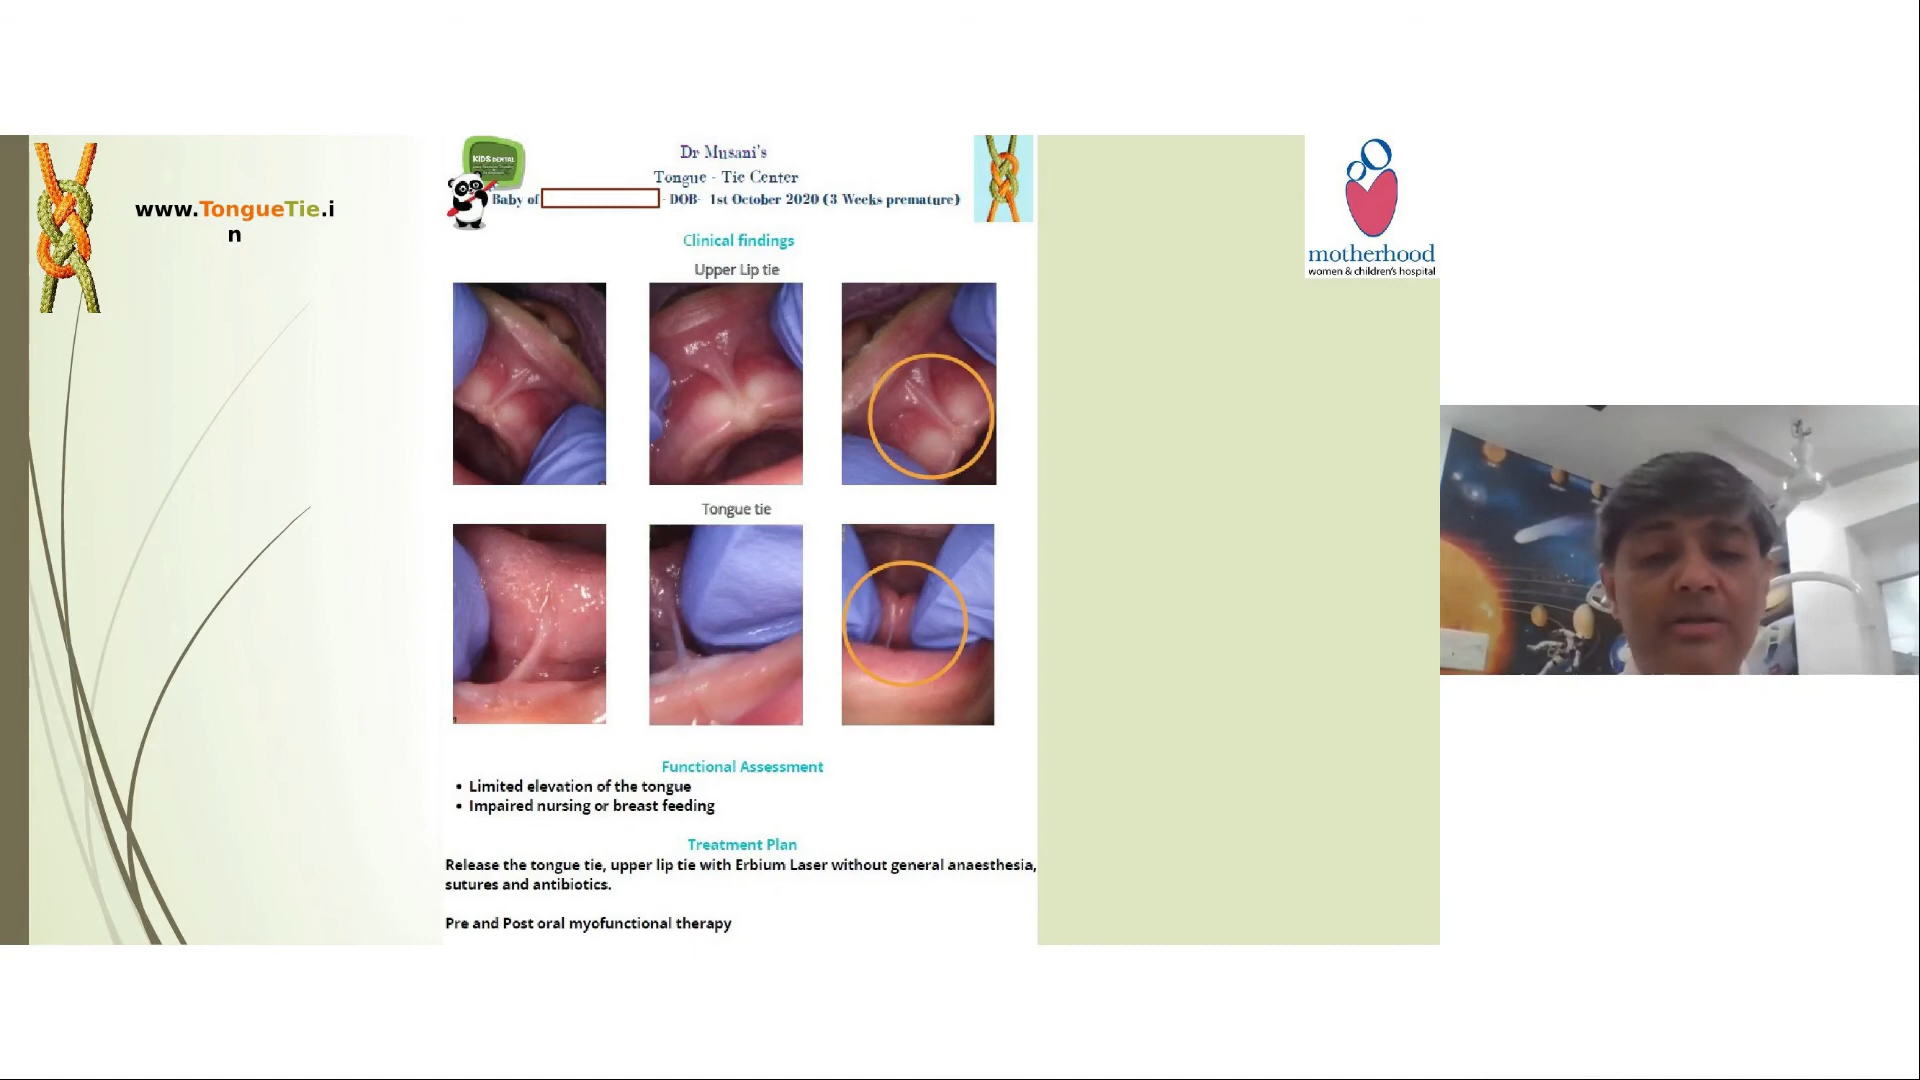 www.TongueTie.i
n
KIDS DENTAL
Dr Musani's
Tongue - Tie Center
Baby of - DOB- 1st October 2020 (3 Weeks premature)
Clinical findings
Upper Lip tie
Tongue tie
Functional Assessment
• Limited elevation of the tongue
• Impaired nursing or breast feeding
Treatment Plan
Release the tongue tie, upper lip tie with Erbium Laser without general anaesthesia,
sutures and antibiotics.
Pre and Post oral myofunctional therapy
motherhood
women & children's hospital